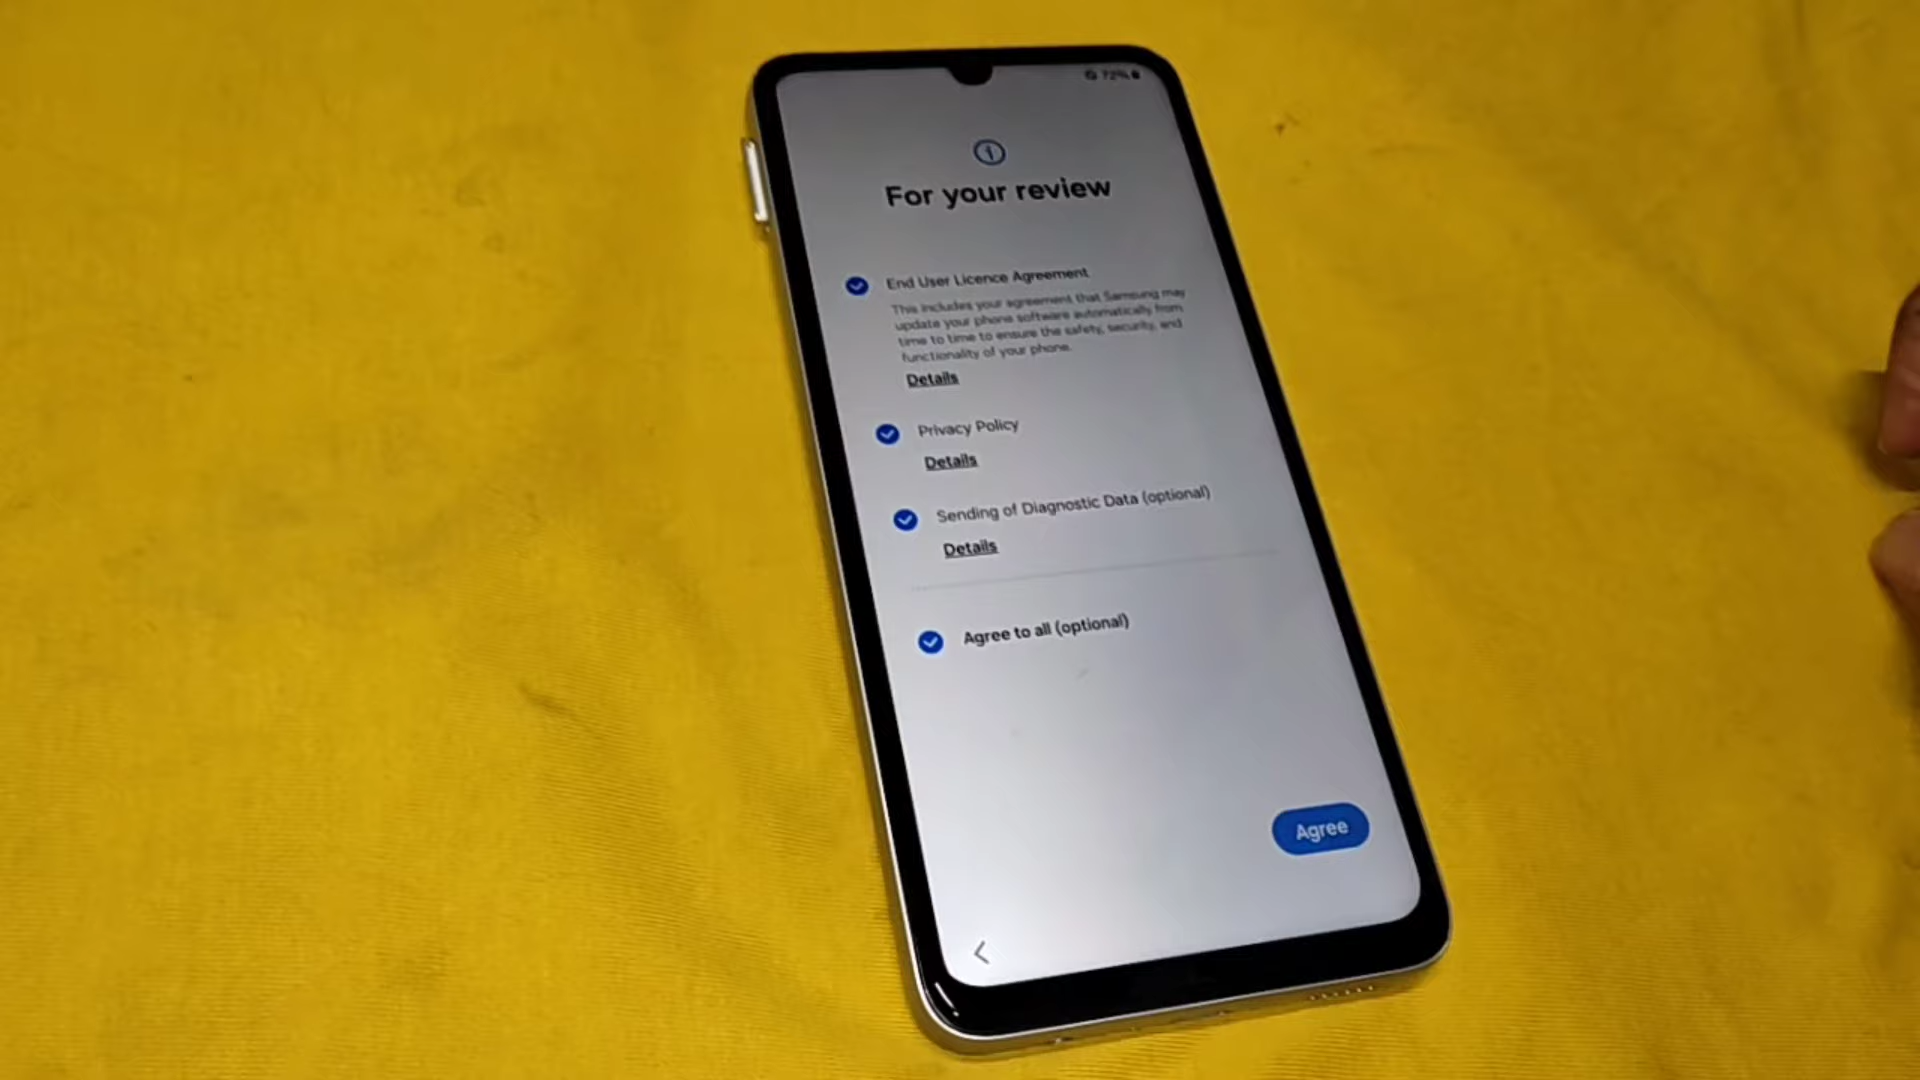 72%
For your review
End User Licence Agreement
This includes your agreement that Samsung may
update your phone software automatically from
time to time to ensure the safety, security, and
functionality of your phone.
Details
Privacy Policy
Details
Sending of Diagnostic Data (optional)
Details
Agree to all (optional)
Agree